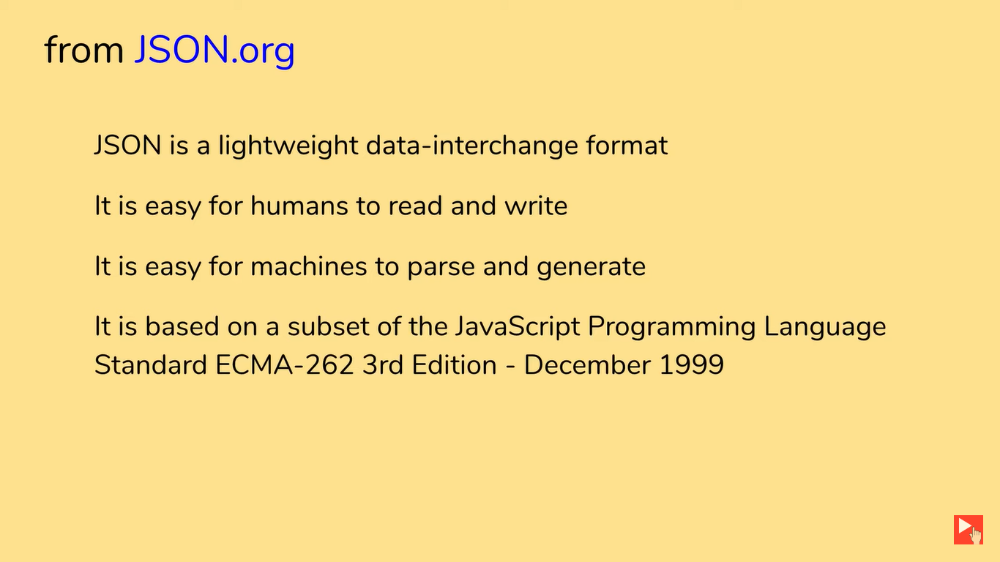 from JSON.org
JSON is a lightweight data-interchange format
It is easy for humans to read and write
It is easy for machines to parse and generate
It is based on a subset of the JavaScript Programming Language
Standard ECMA-262 3rd Edition - December 1999